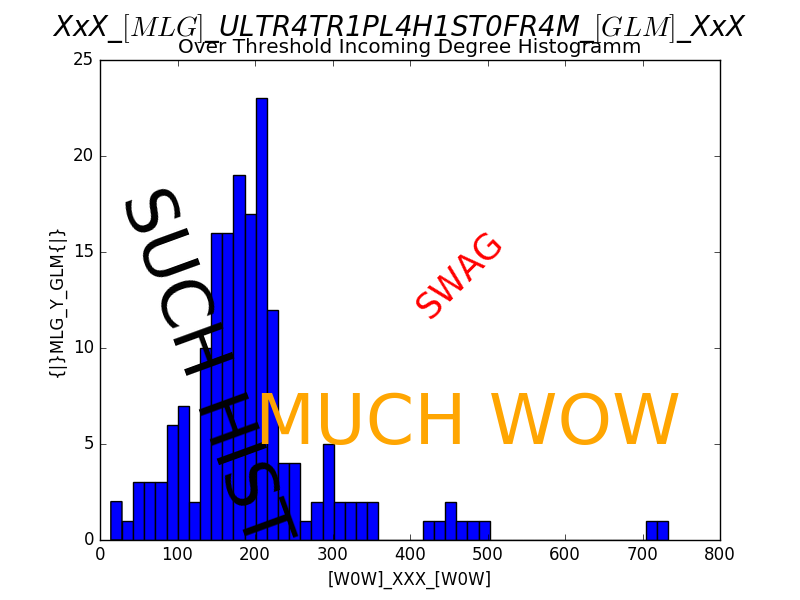 XxX_[MLG]_ULTR4TR1PL4H1ST0FR4M_[GLM]_XxX
Over Threshold Incoming Degree Histogramm
25
20
15
10
5
0
{|}MLG_Y_GLM{|}
SUCH HIST
SWAG
MUCH WOW
0 100 200 300 400 500 600 700 800
[W0W]_XXX_[W0W]